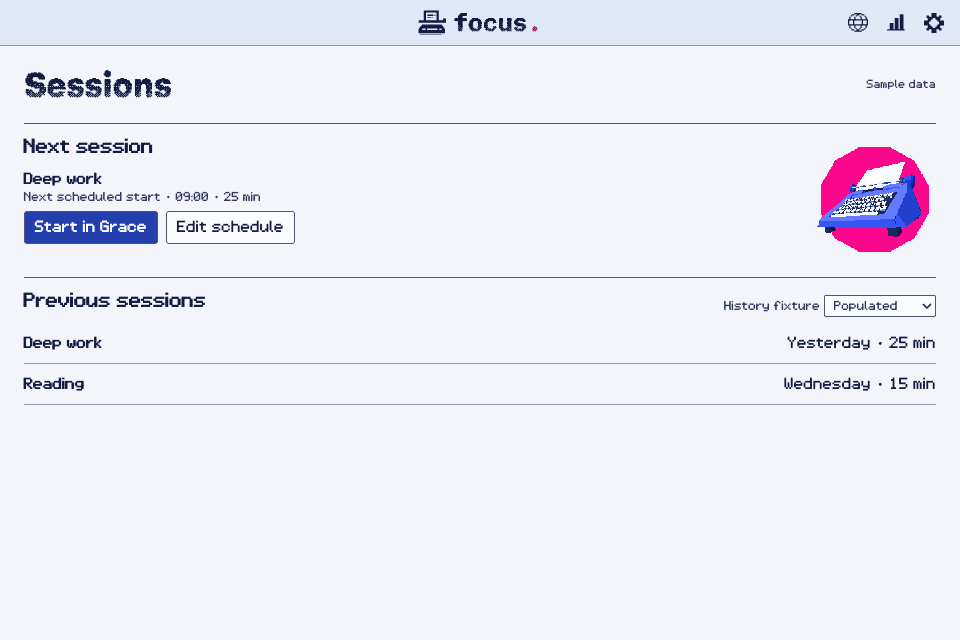 focus.
Sessions
Sample data
Next session
Deep work
Next scheduled start · 09:00 · 25 min
Start in Grace
Edit schedule
Previous sessions
History fixture
Populated
Deep work
Yesterday · 25 min
Reading
Wednesday · 15 min